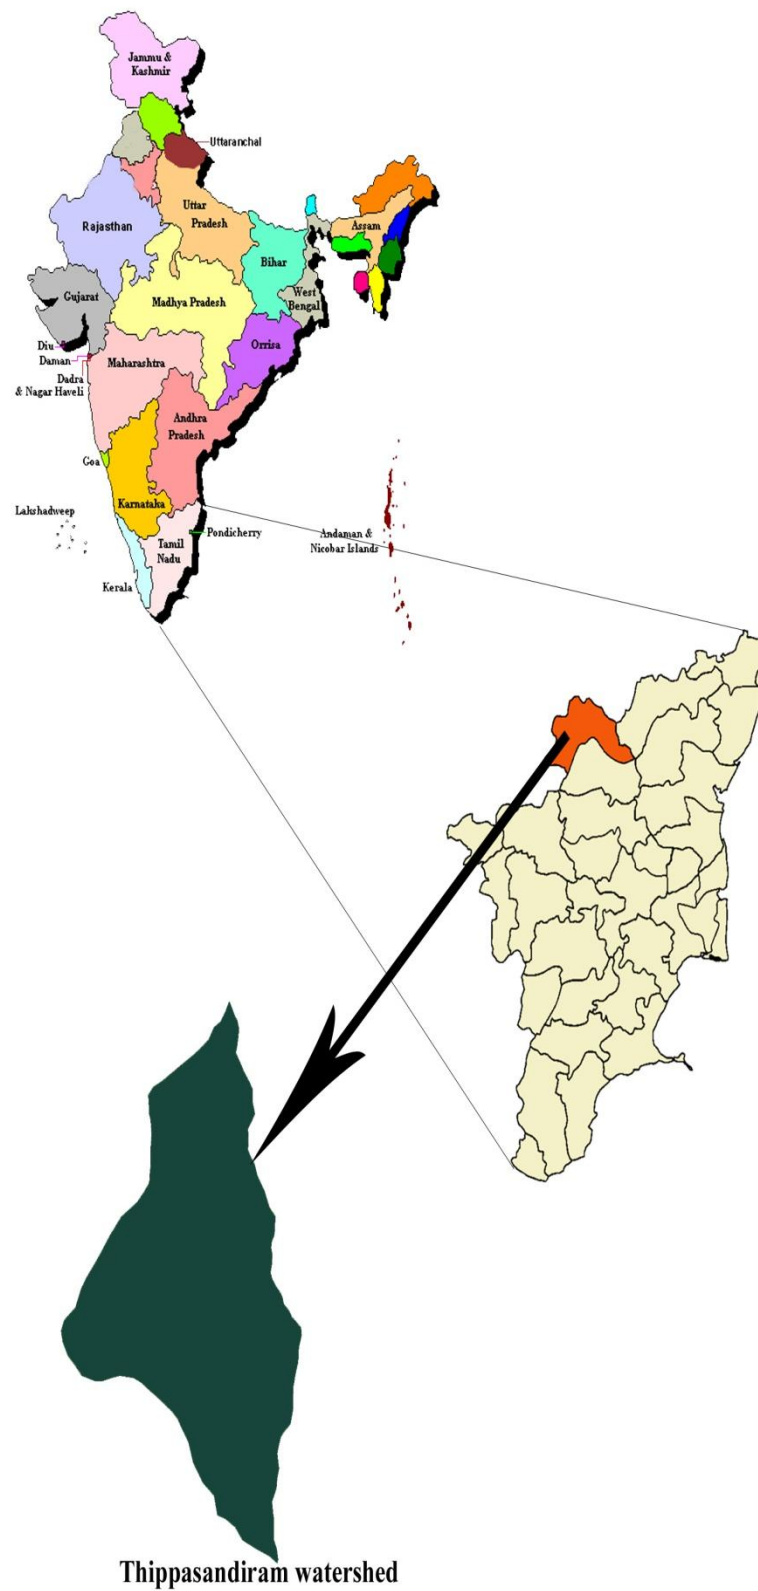 Jammu &
Kashmir
Uttaranchal
Uttar
Pradesh
Rajasthan
Assam
Bihar
Gujarat
West
Bengal
Madhya Pradesh
Diu
Orrisa
Daman
Maharashtra
Dadra
& Nagar Haveli
Andhra
Pradesh
Goa
Karnataka
Lakshadweep
Pondicherry
Andaman &
Nicobar Islands
Tamil
Nadu
Kerala
Thippasandiram watershed